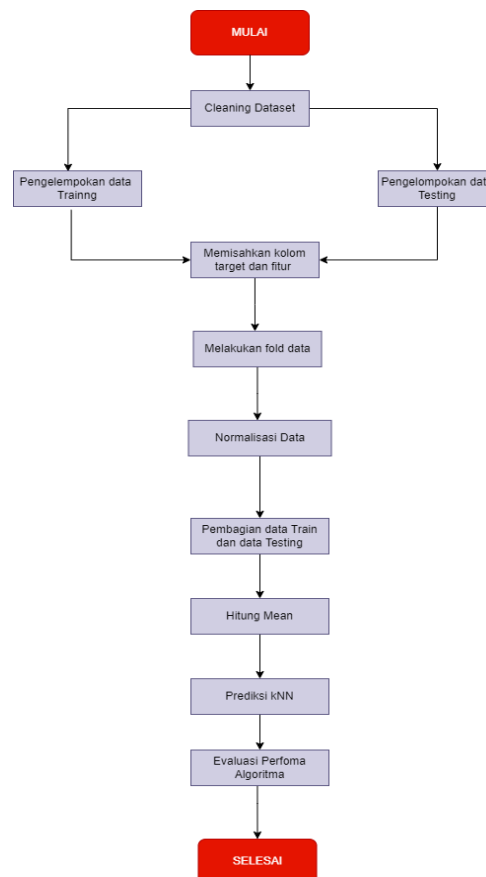 MULAI
Cleaning Dataset
Pengelempokan data
Trainng
Pengelompokan dat
Testing
Memisahkan kolom
target dan fitur
Melakukan fold data
Normalisasi Data
Pembagian data Train
dan data Testing
Hitung Mean
Prediksi kNN
Evaluasi Perfoma
Algoritma
SELESAI